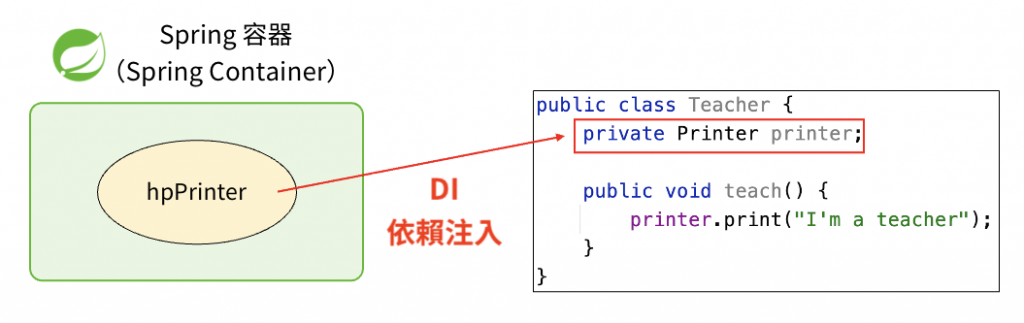 Spring 容器
（Spring Container）
hpPrinter
DI
依賴注入
public class Teacher {
private Printer printer;
public void teach() {
printer.print("I'm a teacher");
}
}